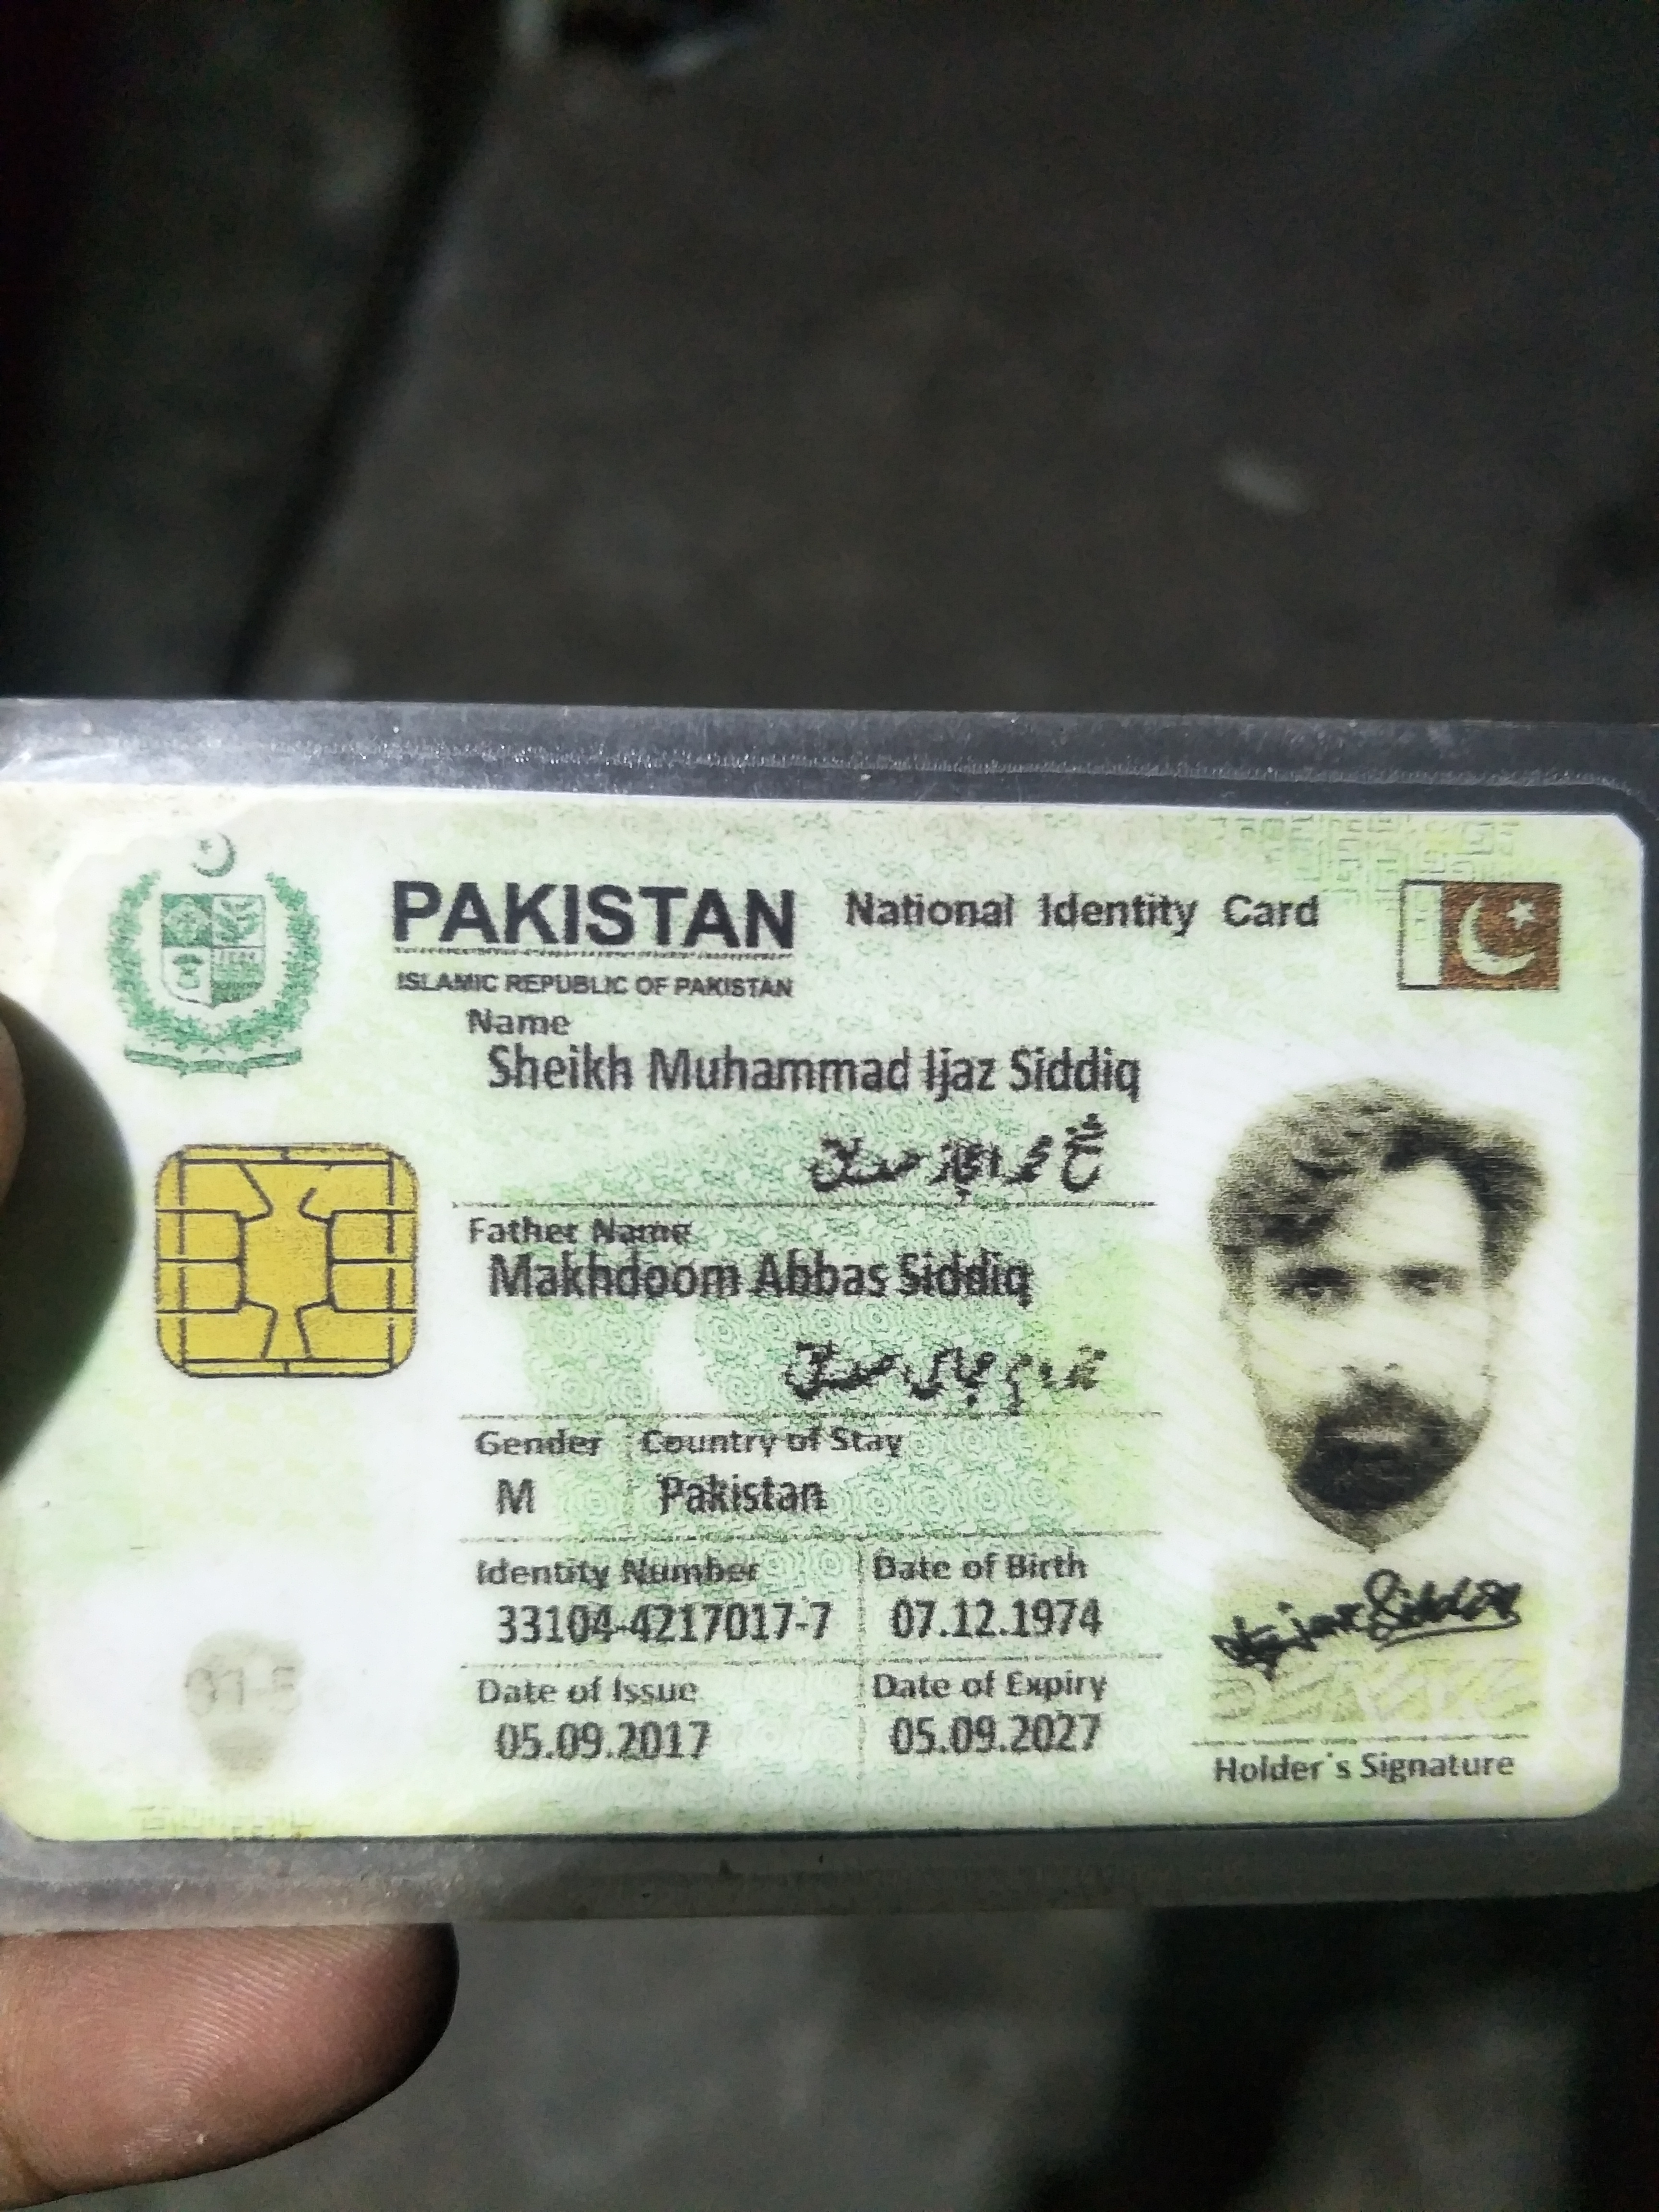 PAKISTAN National Identity Card
ISLAMIC REPUBLIC OF PAKISTAN
Name
Sheikh Muhammad Ijaz Siddiq
شیخ محمد اعجاز صدیق
Father Name
Makhdoom Abbas Siddiq
مخدوم عباس صدیق
Gender Country of Stay
M Pakistan
Identity Number Date of Birth
33104-4217017-7 07.12.1974
Date of Issue Date of Expiry
05.09.2017 05.09.2027
Siddiq
Holder's Signature